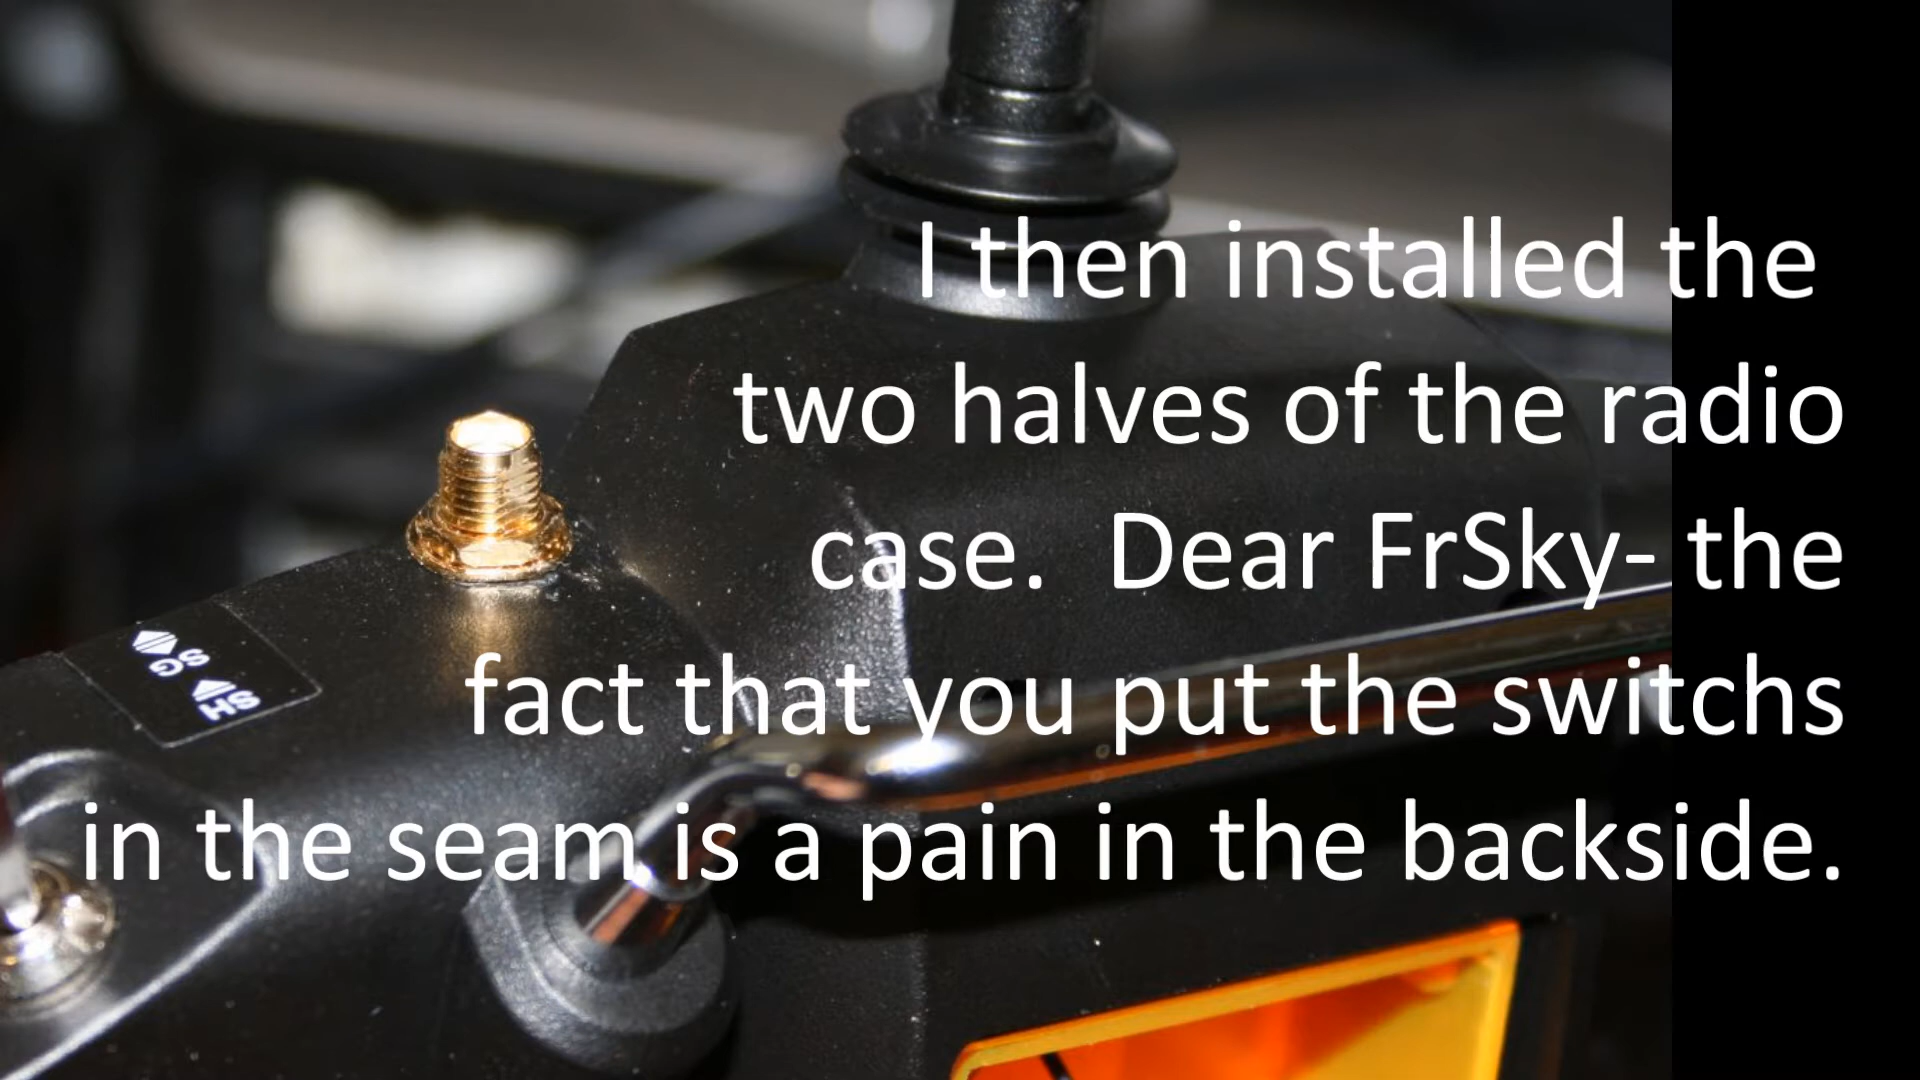 I then installed the
two halves of the radio
case.  Dear FrSky- the
fact that you put the switchs
in the seam is a pain in the backside.
SG
SH